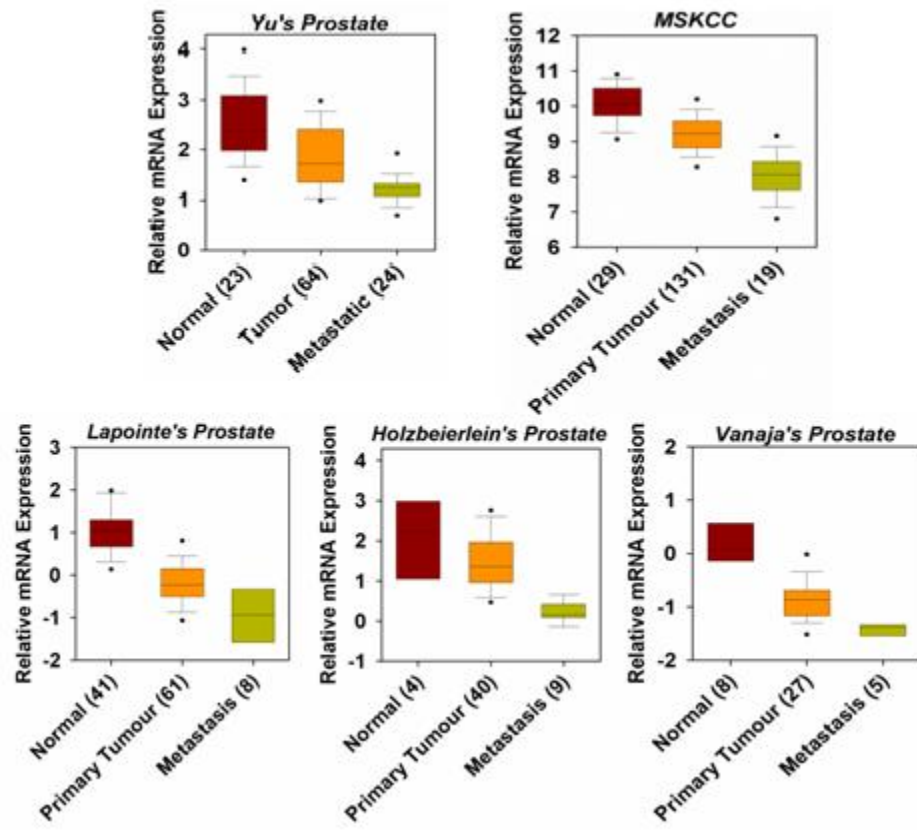 Yu's Prostate
Relative mRNA Expression
4
3
2
1
0
Normal (23)
Tumor (64)
Metastatic (24)
MSKCC
Relative mRNA Expression
12
11
10
9
8
7
6
Normal (29)
Primary Tumour (131)
Metastasis (19)
Lapointe's Prostate
Relative mRNA Expression
3
2
1
0
-1
-2
Normal (41)
Primary Tumour (61)
Metastasis (8)
Holzbeierlein's Prostate
Relative mRNA Expression
4
3
2
1
0
-1
Normal (4)
Primary Tumour (40)
Metastasis (9)
Vanaja's Prostate
Relative mRNA Expression
2
1
0
-1
-2
Normal (8)
Primary Tumour (27)
Metastasis (5)